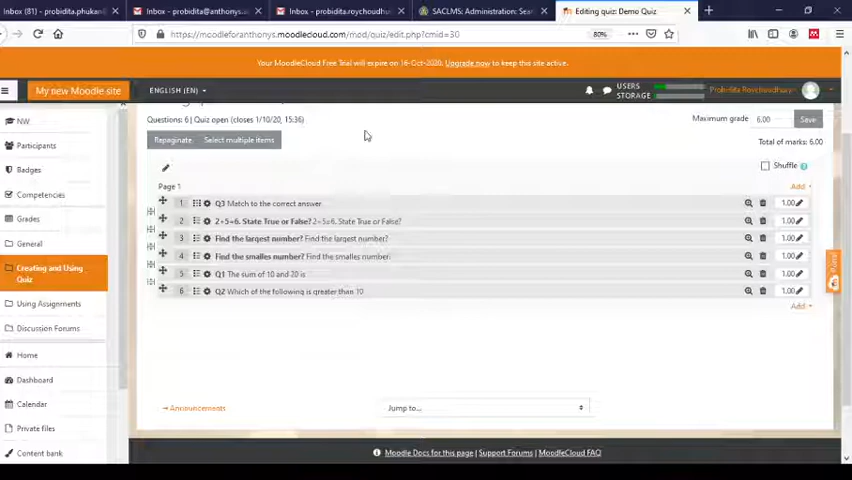 Inbox (81) - probidita.phukan
Inbox - probidita@anthonys.a
Inbox - probidita.roychoudhur
SACLMS: Administration: Sear
Editing quiz: Demo Quiz
https://moodleforanthonys.moodlecloud.com/mod/quiz/edit.php?cmid=30
80%
Your MoodleCloud Free Trial will expire on 16-Oct-2020. Upgrade now to keep this site active.
My new Moodle site
ENGLISH (EN)
USERS
STORAGE
Probidita Roychoudhury
NW
Participants
Badges
Competencies
Grades
General
Creating and Using
Quiz
Using Assignments
Discussion Forums
Home
Dashboard
Calendar
Private files
Content bank
Questions: 6 | Quiz open (closes 1/10/20, 15:36)
Maximum grade 6.00 Save
Repaginate Select multiple items
Total of marks: 6.00
Shuffle
Page 1
Add
1 Q3 Match to the correct answer. 1.00
2 2+5=6. State True or False? 2+5=6. State True or False? 1.00
3 Find the largest number? Find the largest number? 1.00
4 Find the smalles number? Find the smalles number. 1.00
5 Q1 The sum of 10 and 20 is 1.00
6 Q2 Which of the following is greater than 10 1.00
Add
Announcements
Jump to...
Moodle Docs for this page | Support Forums | MoodleCloud FAQ